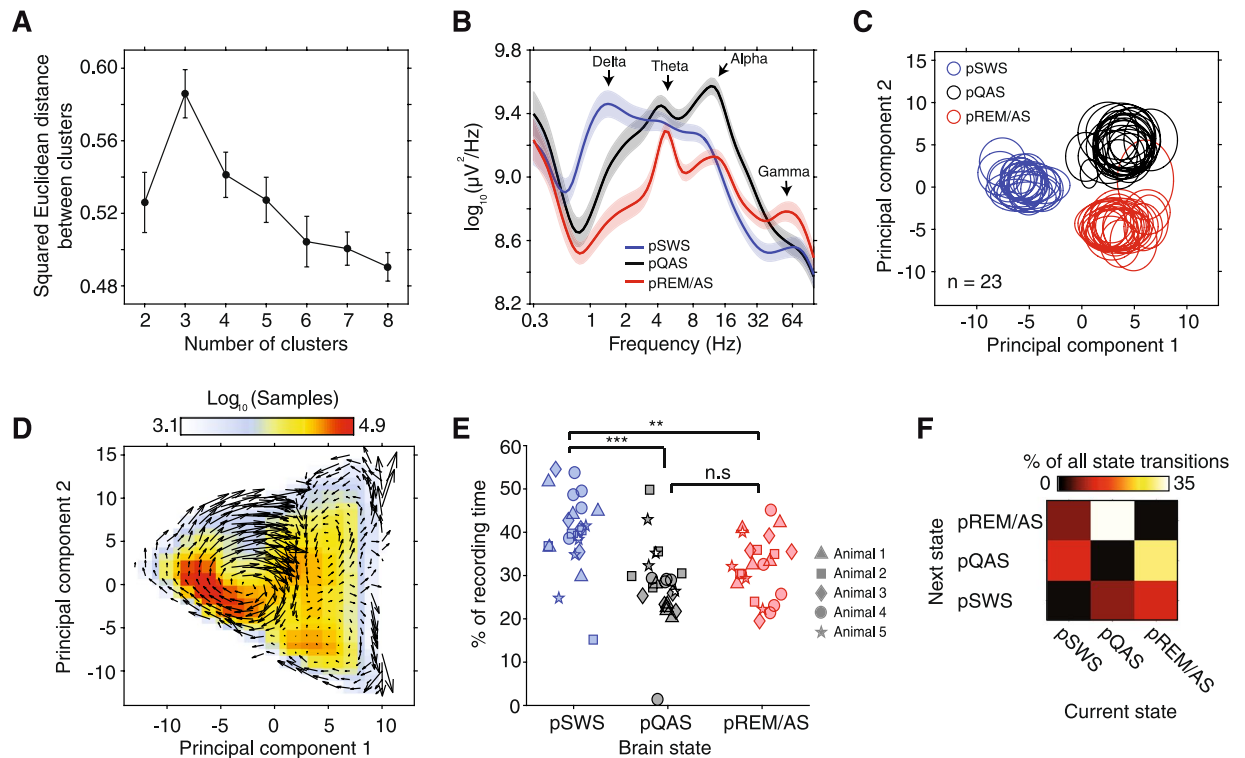 A
Squared Euclidean distance
between clusters
0.60
0.56
0.52
0.48
2 3 4 5 6 7 8
Number of clusters
B
log₁₀(µV²/Hz)
9.8
9.4
9.0
8.6
8.2
Delta
Theta
Alpha
Gamma
pSWS
pQAS
pREM/AS
0.3 1 2 4 8 16 32 64
Frequency (Hz)
C
Principal component 2
15
10
5
0
-5
-10
pSWS
pQAS
pREM/AS
n = 23
-10 -5 0 5 10
Principal component 1
D
Log₁₀ (Samples)
3.1 4.9
Principal component 2
15
10
5
0
-5
-10
-10 -5 0 5 10
Principal component 1
E
% of recording time
60
50
40
30
20
10
0
**
***
n.s
Animal 1
Animal 2
Animal 3
Animal 4
Animal 5
pSWS pQAS pREM/AS
Brain state
F
% of all state transitions
0 35
Next state
pREM/AS
pQAS
pSWS
pSWS
pQAS
pREM/AS
Current state